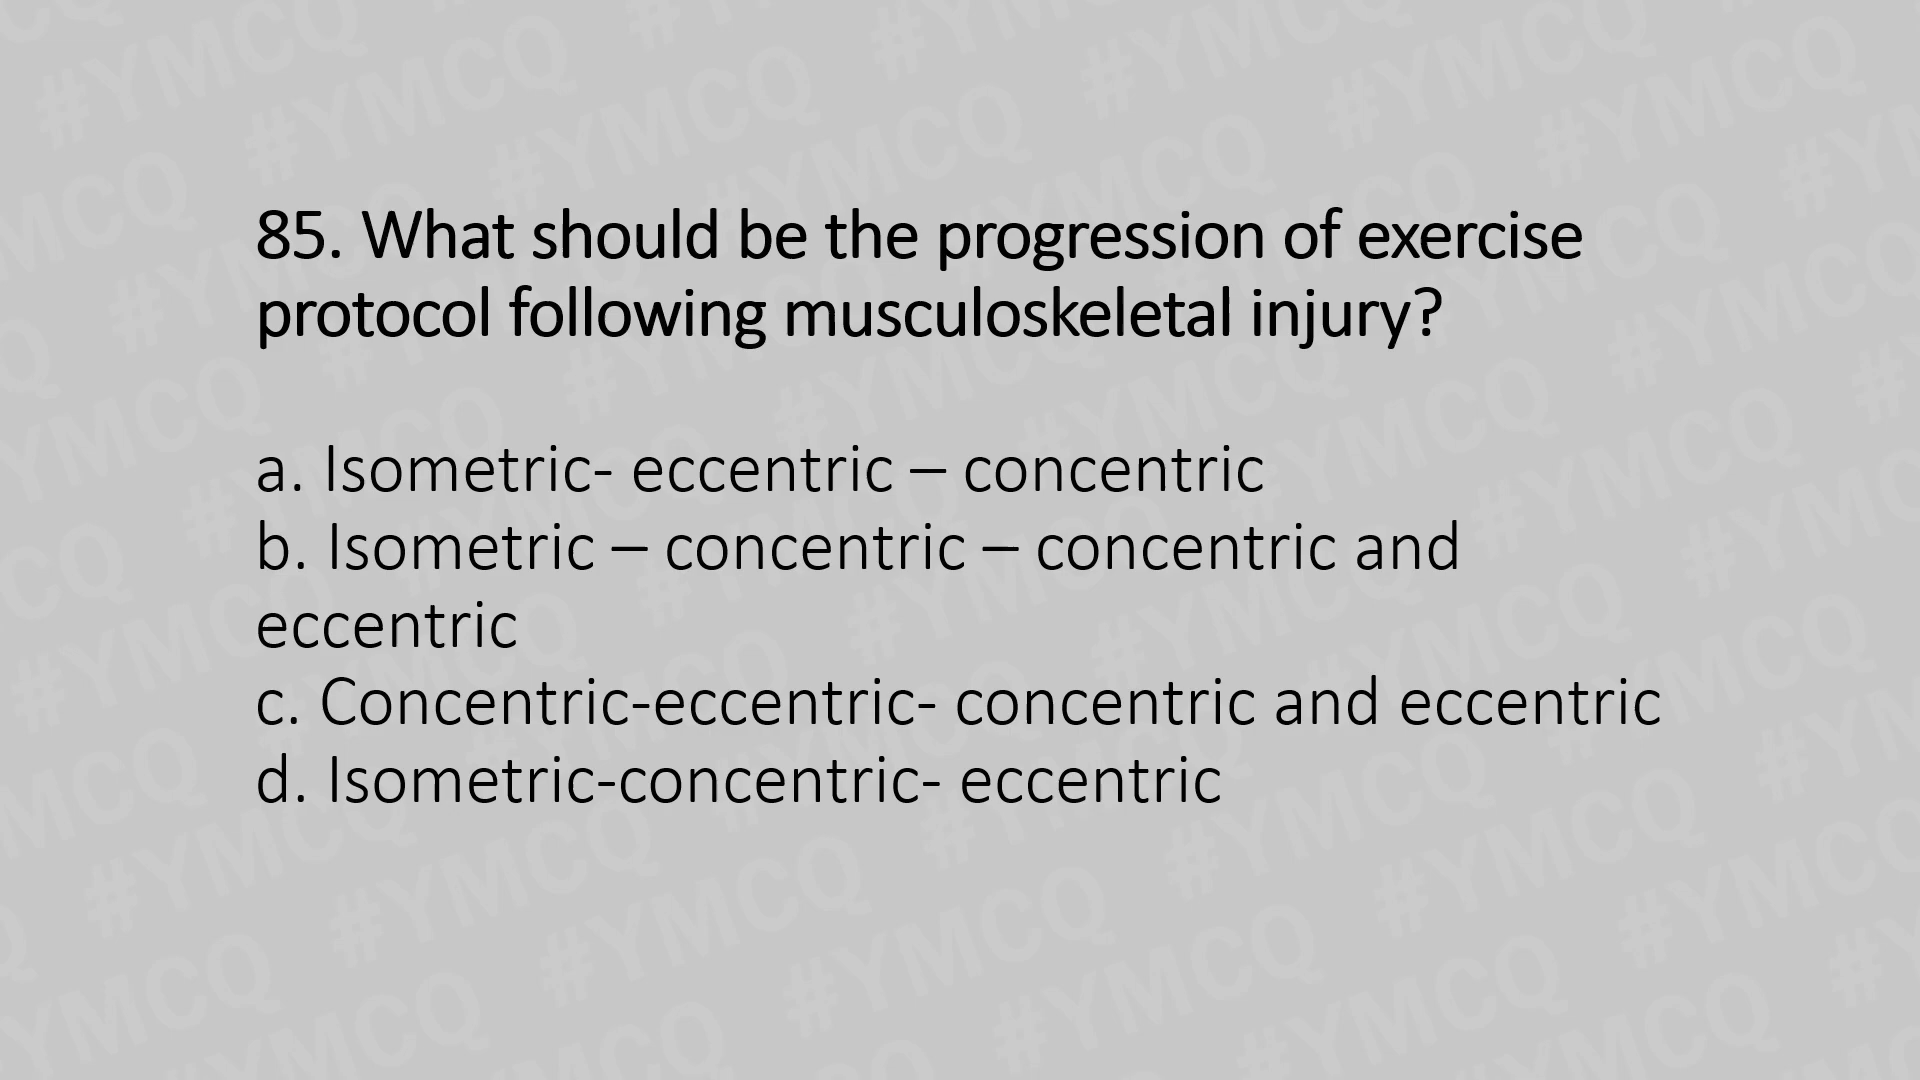 85. What should be the progression of exercise
protocol following musculoskeletal injury?
a. Isometric- eccentric – concentric
b. Isometric – concentric – concentric and
eccentric
c. Concentric-eccentric- concentric and eccentric
d. Isometric-concentric- eccentric
#YMCQ